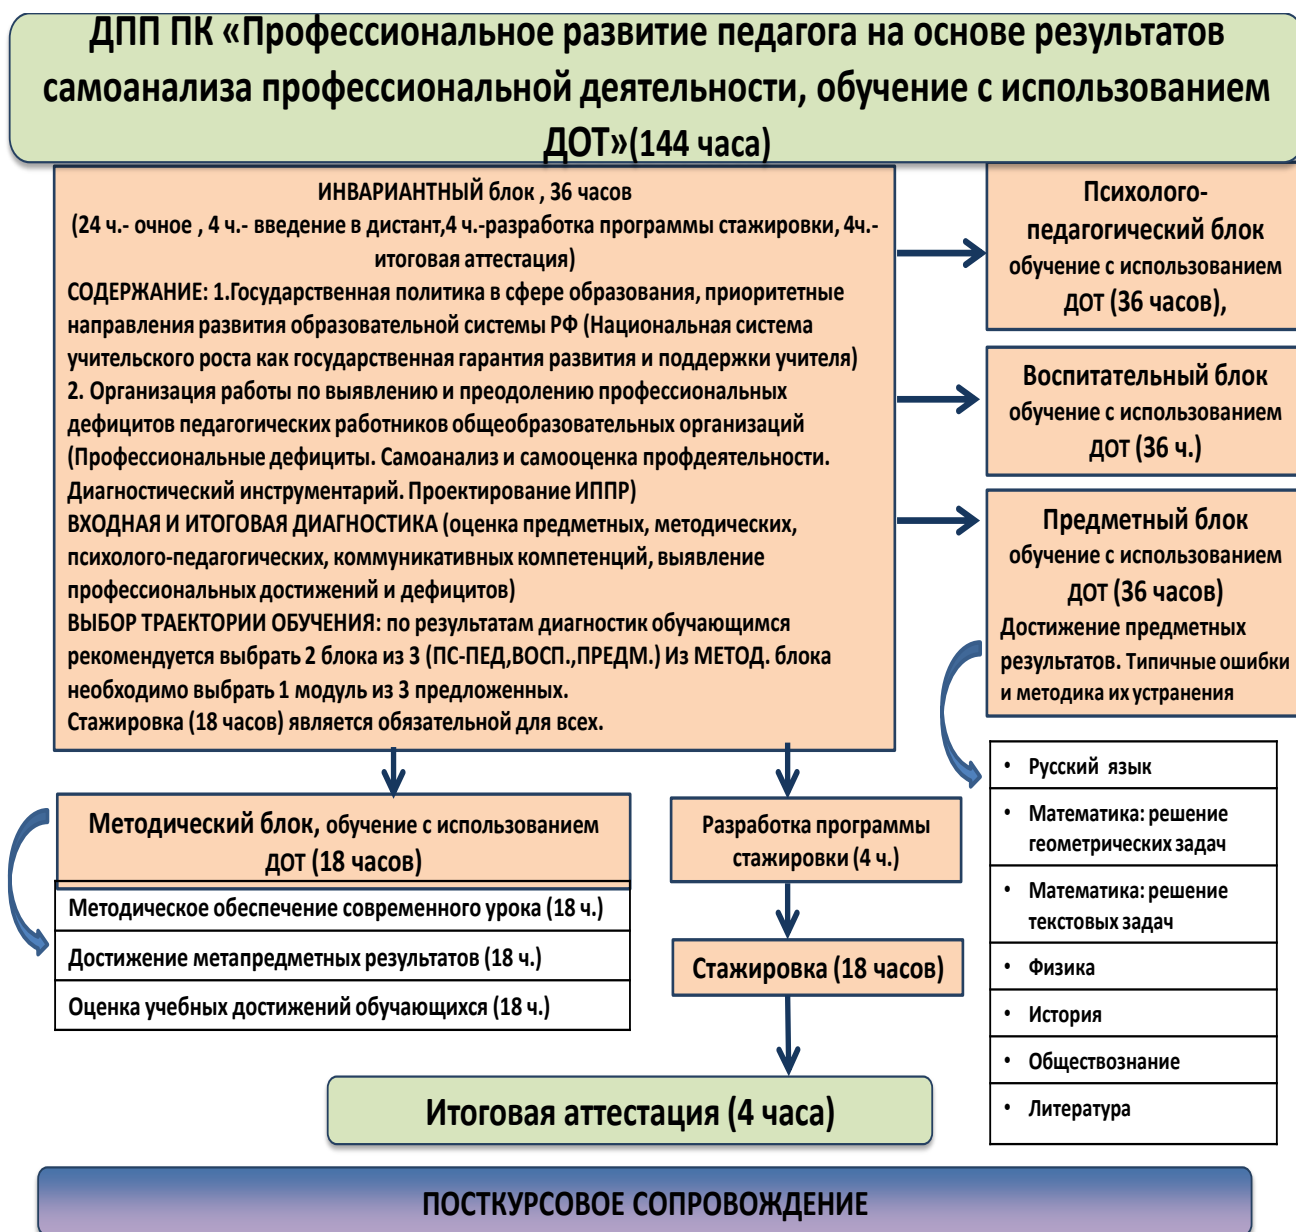 ДПП ПК «Профессиональное развитие педагога на основе результатов
самоанализа профессиональной деятельности, обучение с использованием
ДОТ»(144 часа)
ИНВАРИАНТНЫЙ блок , 36 часов
(24 ч.- очное , 4 ч.- введение в дистант,4 ч.-разработка программы стажировки, 4ч.-
итоговая аттестация)
СОДЕРЖАНИЕ: 1.Государственная политика в сфере образования, приоритетные
направления развития образовательной системы РФ (Национальная система
учительского роста как государственная гарантия развития и поддержки учителя)
2. Организация работы по выявлению и преодолению профессиональных
дефицитов педагогических работников общеобразовательных организаций
(Профессиональные дефициты. Самоанализ и самооценка профдеятельности.
Диагностический инструментарий. Проектирование ИППР)
ВХОДНАЯ И ИТОГОВАЯ ДИАГНОСТИКА (оценка предметных, методических,
психолого-педагогических, коммуникативных компетенций, выявление
профессиональных достижений и дефицитов)
ВЫБОР ТРАЕКТОРИИ ОБУЧЕНИЯ: по результатам диагностик обучающимся
рекомендуется выбрать 2 блока из 3 (ПС-ПЕД,ВОСП.,ПРЕДМ.) Из МЕТОД. блока
необходимо выбрать 1 модуль из 3 предложенных.
Стажировка (18 часов) является обязательной для всех.
Психолого-
педагогический блок
обучение с использованием
ДОТ (36 часов),
Воспитательный блок
обучение с использованием
ДОТ (36 ч.)
Предметный блок
обучение с использованием
ДОТ (36 часов)
Достижение предметных
результатов. Типичные ошибки
и методика их устранения
• Русский язык
• Математика: решение
геометрических задач
• Математика: решение
текстовых задач
• Физика
• История
• Обществознание
• Литература
Методический блок, обучение с использованием
ДОТ (18 часов)
Методическое обеспечение современного урока (18 ч.)
Достижение метапредметных результатов (18 ч.)
Оценка учебных достижений обучающихся (18 ч.)
Разработка программы
стажировки (4 ч.)
Стажировка (18 часов)
Итоговая аттестация (4 часа)
ПОСТКУРСОВОЕ СОПРОВОЖДЕНИЕ